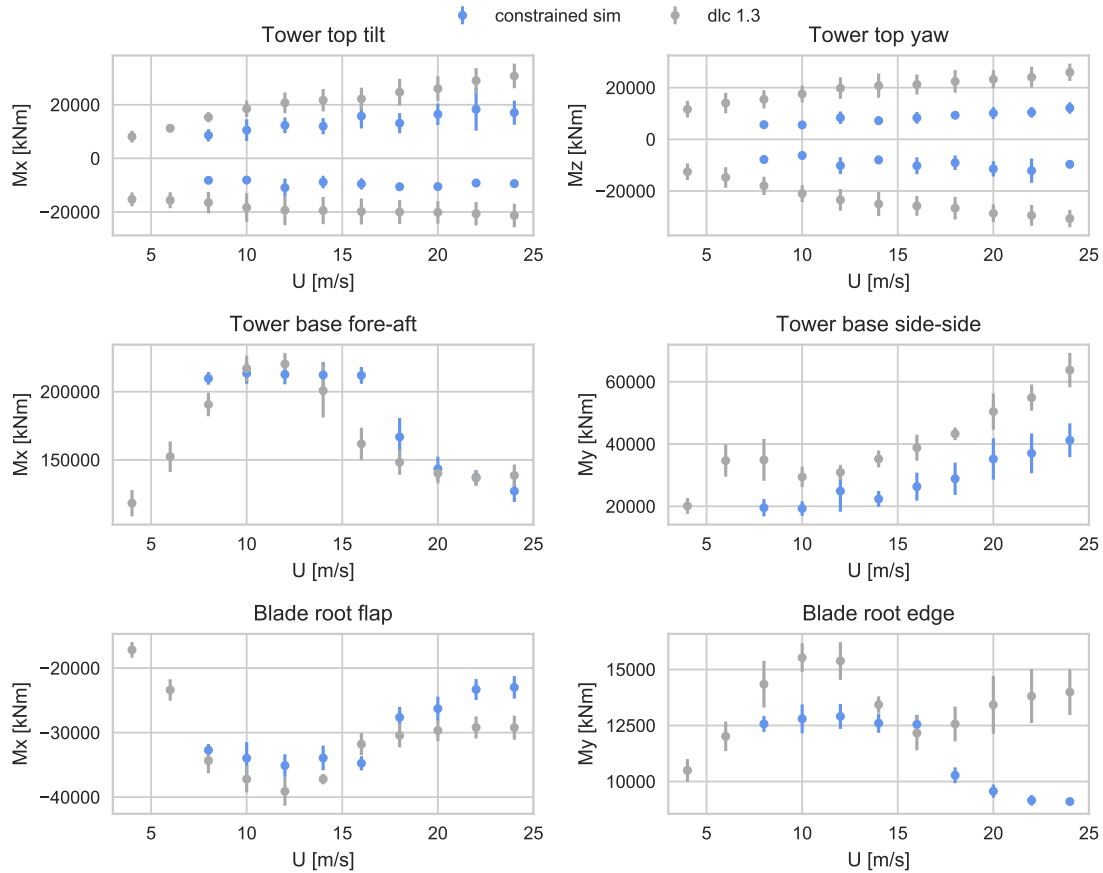 constrained sim dlc 1.3
Tower top tilt Tower top yaw
Mx [kNm]
20000
0
−20000
5 10 15 20 25
U [m/s]
Mz [kNm]
20000
0
−20000
5 10 15 20 25
U [m/s]
Tower base fore-aft Tower base side-side
Mx [kNm]
200000
150000
5 10 15 20 25
U [m/s]
My [kNm]
60000
40000
20000
5 10 15 20 25
U [m/s]
Blade root flap Blade root edge
Mx [kNm]
−20000
−30000
−40000
5 10 15 20 25
U [m/s]
My [kNm]
15000
12500
10000
5 10 15 20 25
U [m/s]